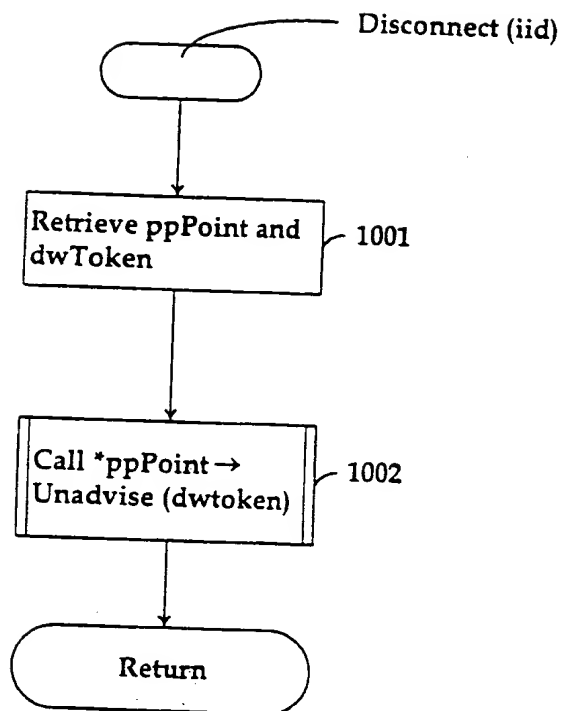 Disconnect (iid)
Retrieve ppPoint and
dwToken
1001
Call *ppPoint →
Unadvise (dwtoken)
1002
Return